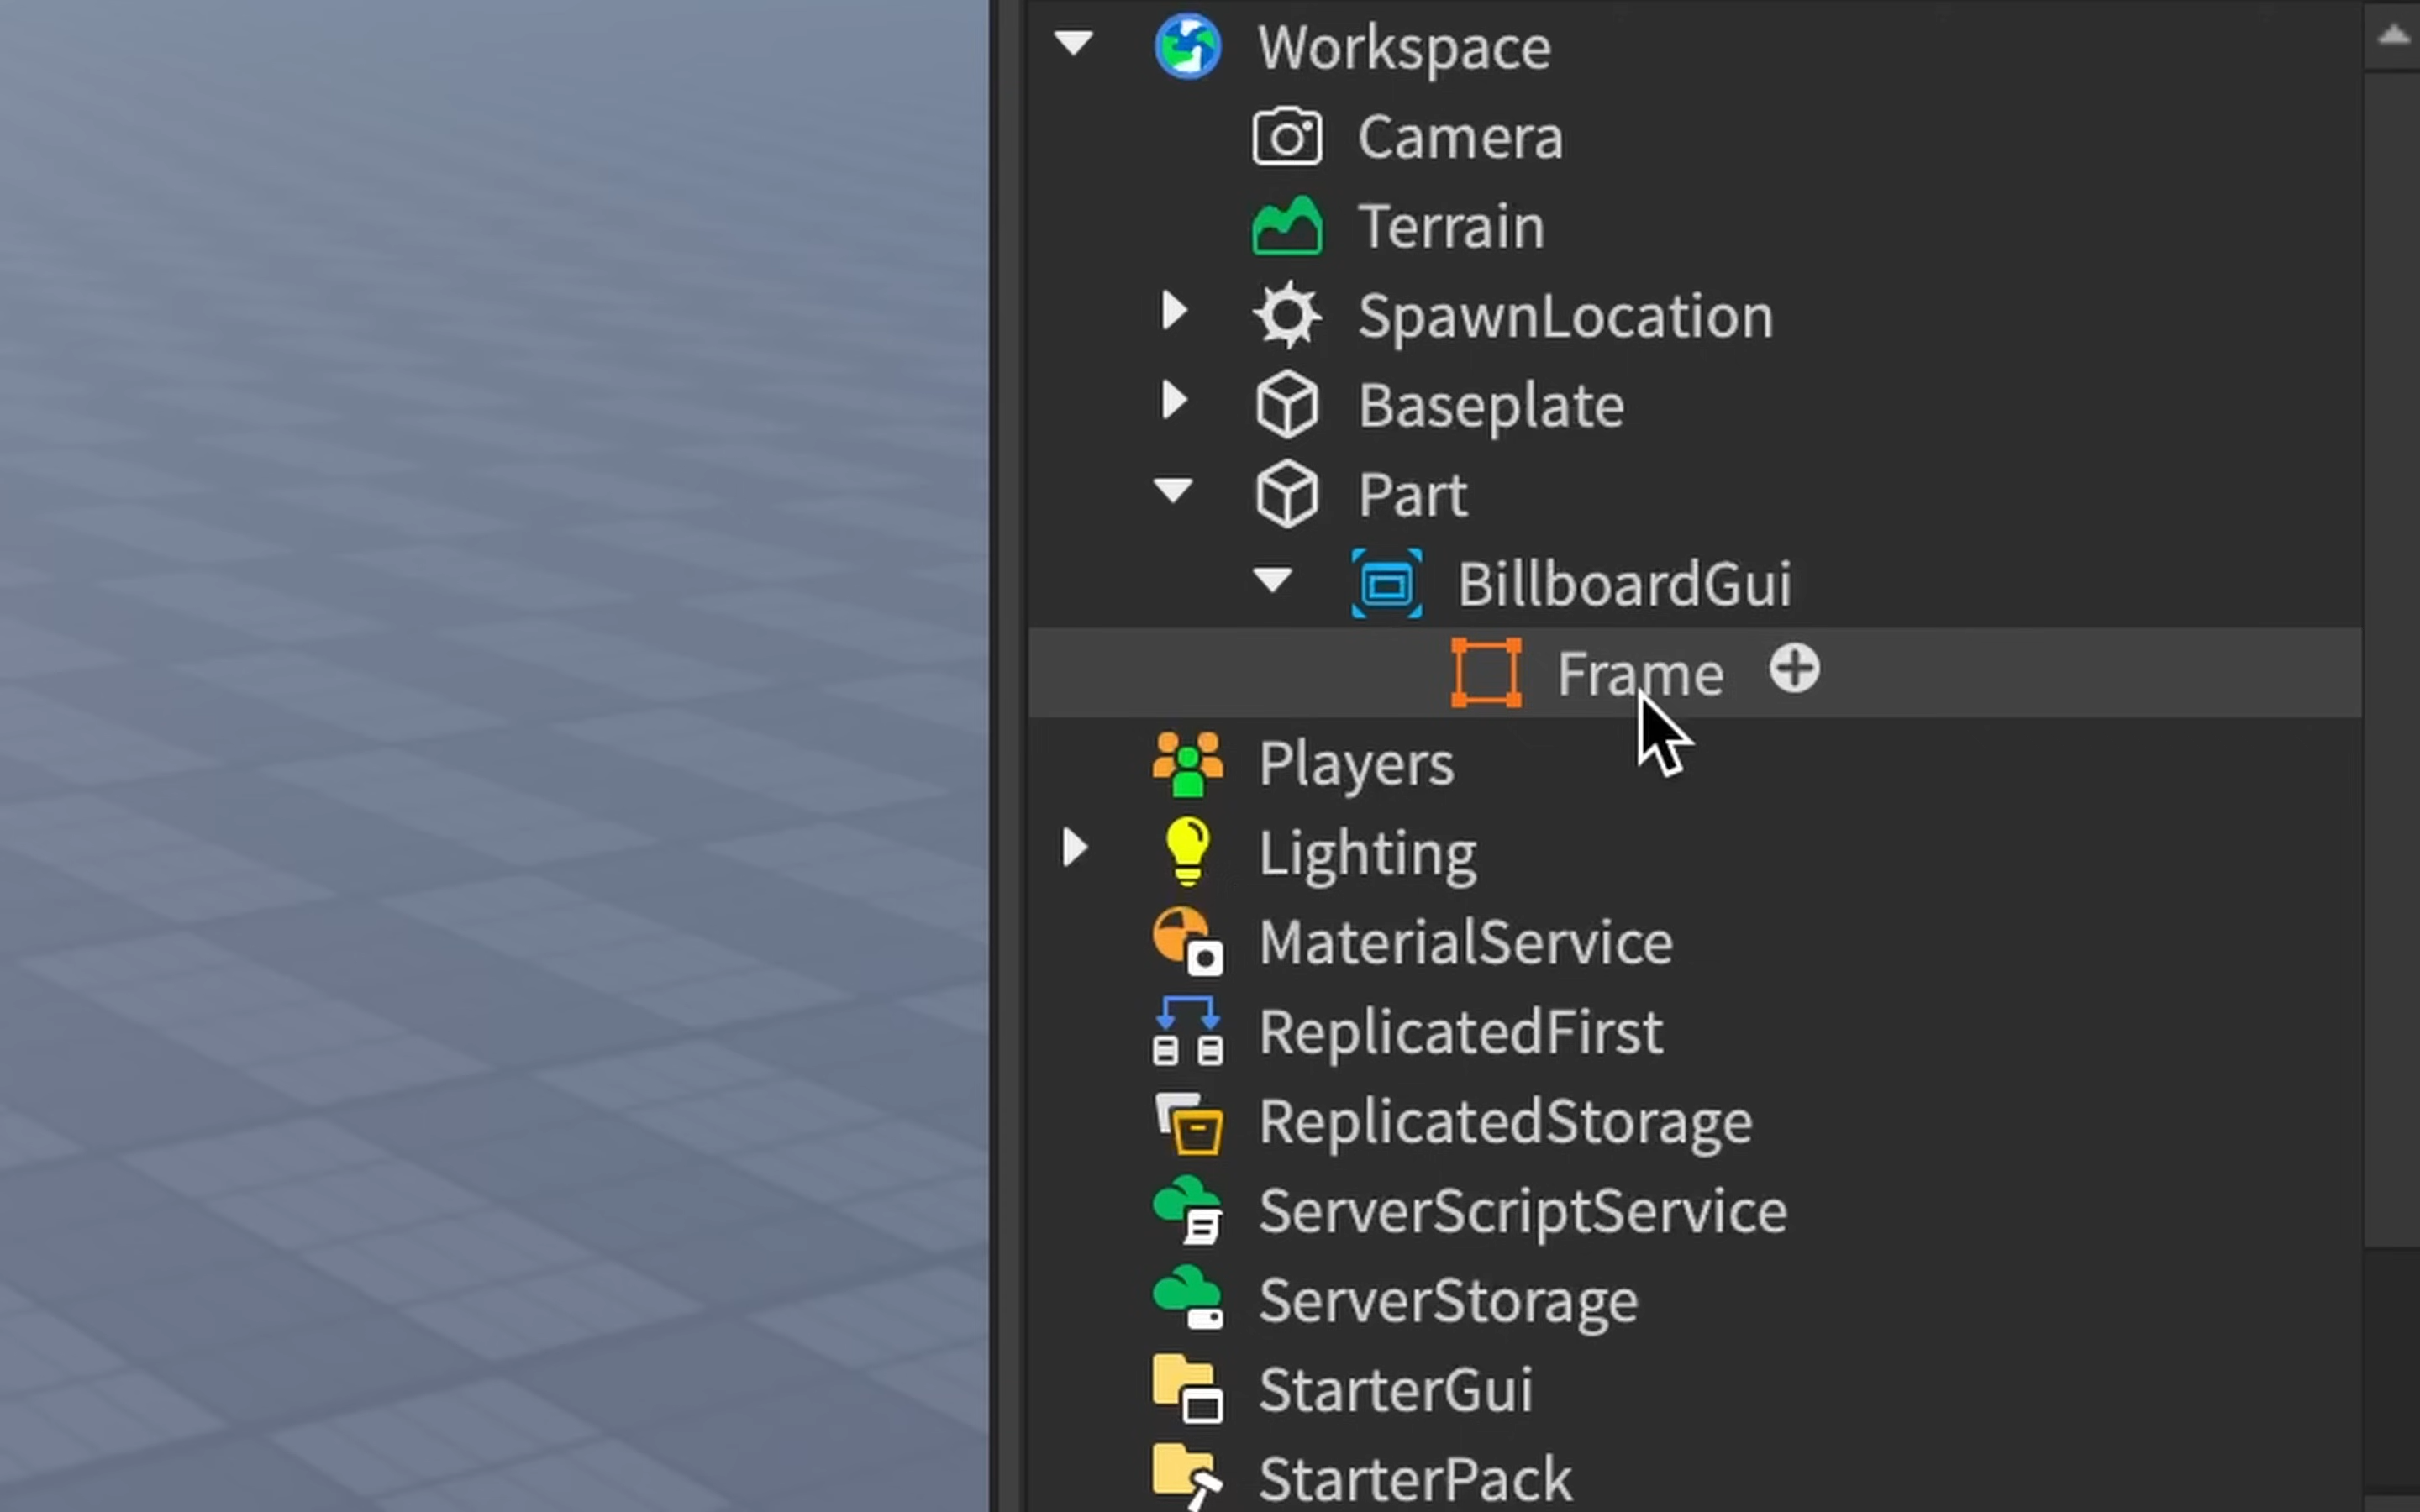 Workspace
Camera
Terrain
SpawnLocation
Baseplate
Part
BillboardGui
Frame
Players
Lighting
MaterialService
ReplicatedFirst
ReplicatedStorage
ServerScriptService
ServerStorage
StarterGui
StarterPack